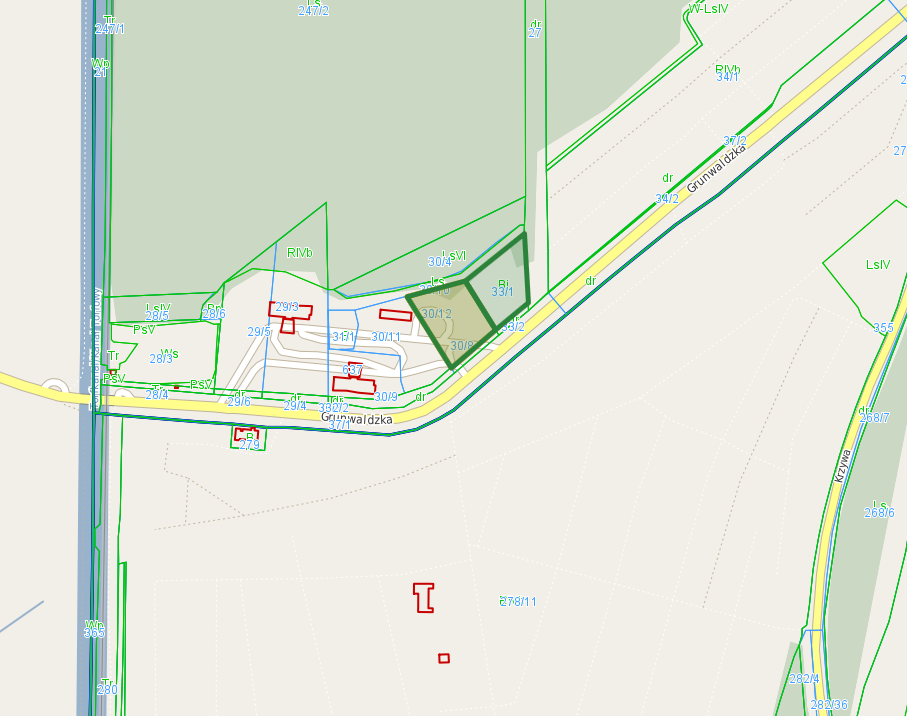 Ls
247/2
Tr
247/1
Wp
21
dr
27
W-LsIV
RIVb
34/1
37/2
Grunwaldzka
dr
34/2
dr
LsIV
355
RIVb
LsVI
30/4
Ls
Bi
33/1
33/2
30/12
30/8
30/11
31/1
29/3
29/5
LsIV
28/5
28/6
PsV
Ws
28/3
Tr
PsV
PsV
28/4
dr
29/6
dr
29/4
dr
332/2
637
30/9
dr
Grunwaldzka
37/1
B
279
dr
268/7
Krzywa
Ls
268/6
278/11
Wp
365
Tr
280
282/4
282/36